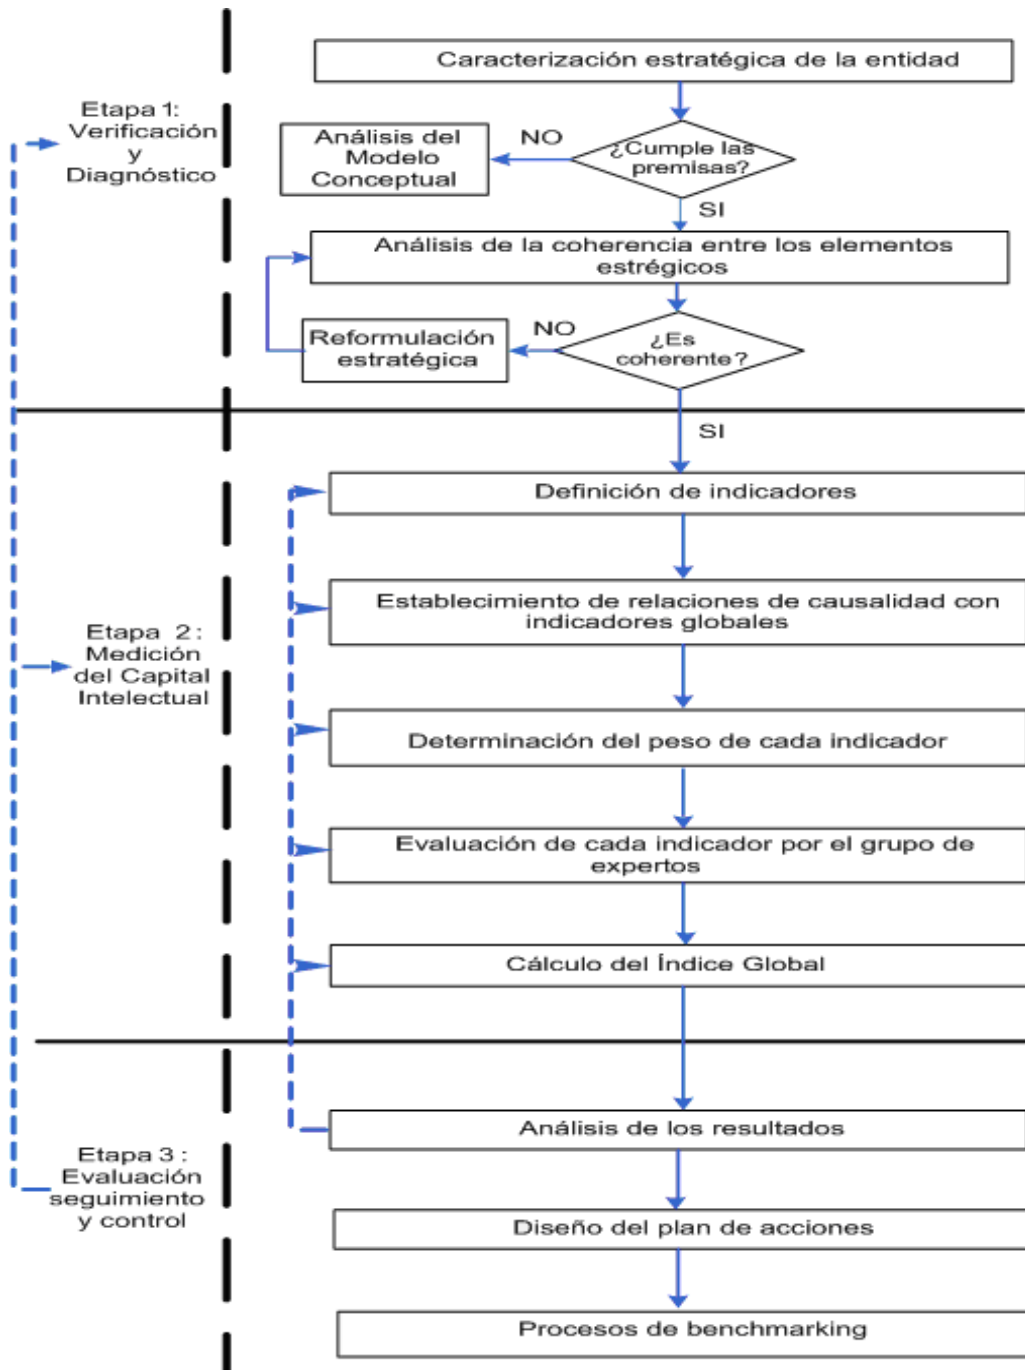 Caracterización estratégica de la entidad
Etapa 1:
Verificación
y
Diagnóstico
Análisis del
Modelo
Conceptual
NO
¿Cumple las
premisas?
SI
Análisis de la coherencia entre los elementos
estrégicos
Reformulación
estratégica
NO
¿Es
coherente?
SI
Definición de indicadores
Establecimiento de relaciones de causalidad con
indicadores globales
Etapa 2:
Medición
del Capital
Intelectual
Determinación del peso de cada indicador
Evaluación de cada indicador por el grupo de
expertos
Cálculo del Índice Global
Análisis de los resultados
Etapa 3:
Evaluación
seguimiento
y control
Diseño del plan de acciones
Procesos de benchmarking